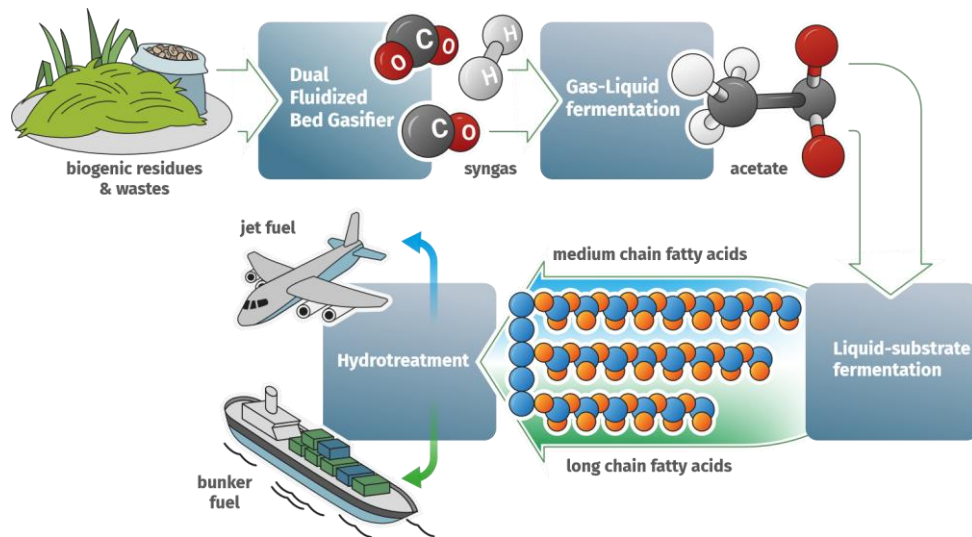 biogenic residues
& wastes
Dual
Fluidized
Bed Gasifier
O C O
H H
C O
syngas
Gas-Liquid
fermentation
acetate
jet fuel
medium chain fatty acids
Hydrotreatment
Liquid-substrate
fermentation
bunker
fuel
long chain fatty acids